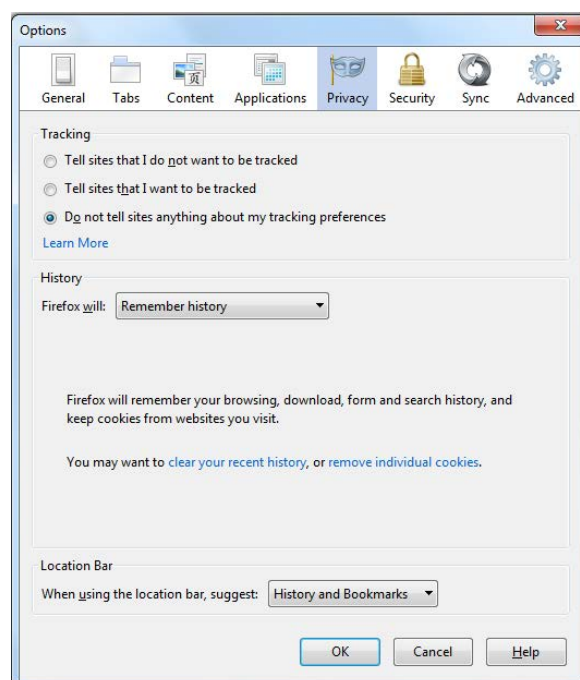 Options
General Tabs Content Applications Privacy Security Sync Advanced
Tracking
Tell sites that I do not want to be tracked
Tell sites that I want to be tracked
Do not tell sites anything about my tracking preferences
Learn More
History
Firefox will: Remember history
Firefox will remember your browsing, download, form and search history, and
keep cookies from websites you visit.
You may want to clear your recent history, or remove individual cookies.
Location Bar
When using the location bar, suggest: History and Bookmarks
OK Cancel Help